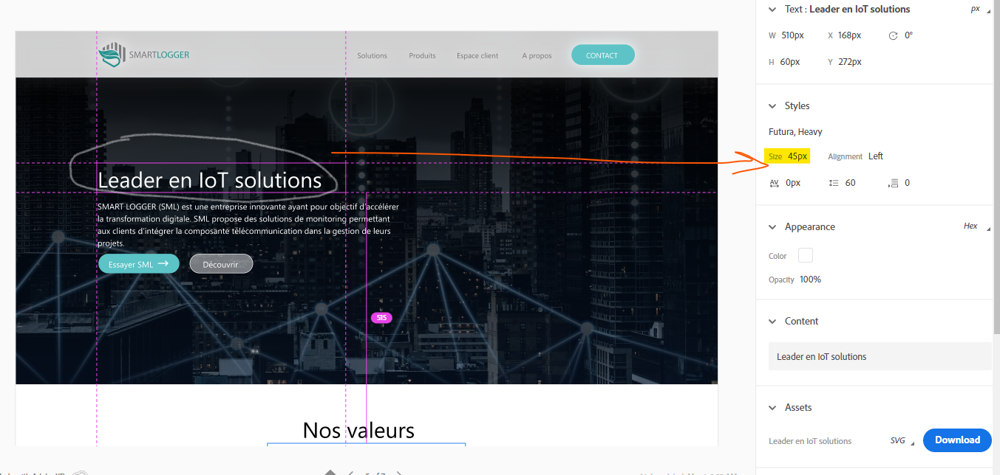 SMARTLOGGER
Solutions
Produits
Espace client
A propos
CONTACT
Leader en IoT solutions
SMART LOGGER (SML) est une entreprise innovante ayant pour objectif d'accélérer
la transformation digitale. SML propose des solutions de monitoring permettant
aux clients d'intégrer la composante télécommunication dans la gestion de leurs
projets.
Essayer SML →
Découvrir
Nos valeurs
Text : Leader en IoT solutions
px
W 510px X 168px 0°
H 60px Y 272px
Styles
Futura, Heavy
Size 45px Alignment Left
AV 0px 60 0
Appearance
Hex
Color
Opacity 100%
Content
Leader en IoT solutions
Assets
Leader en IoT solutions SVG Download